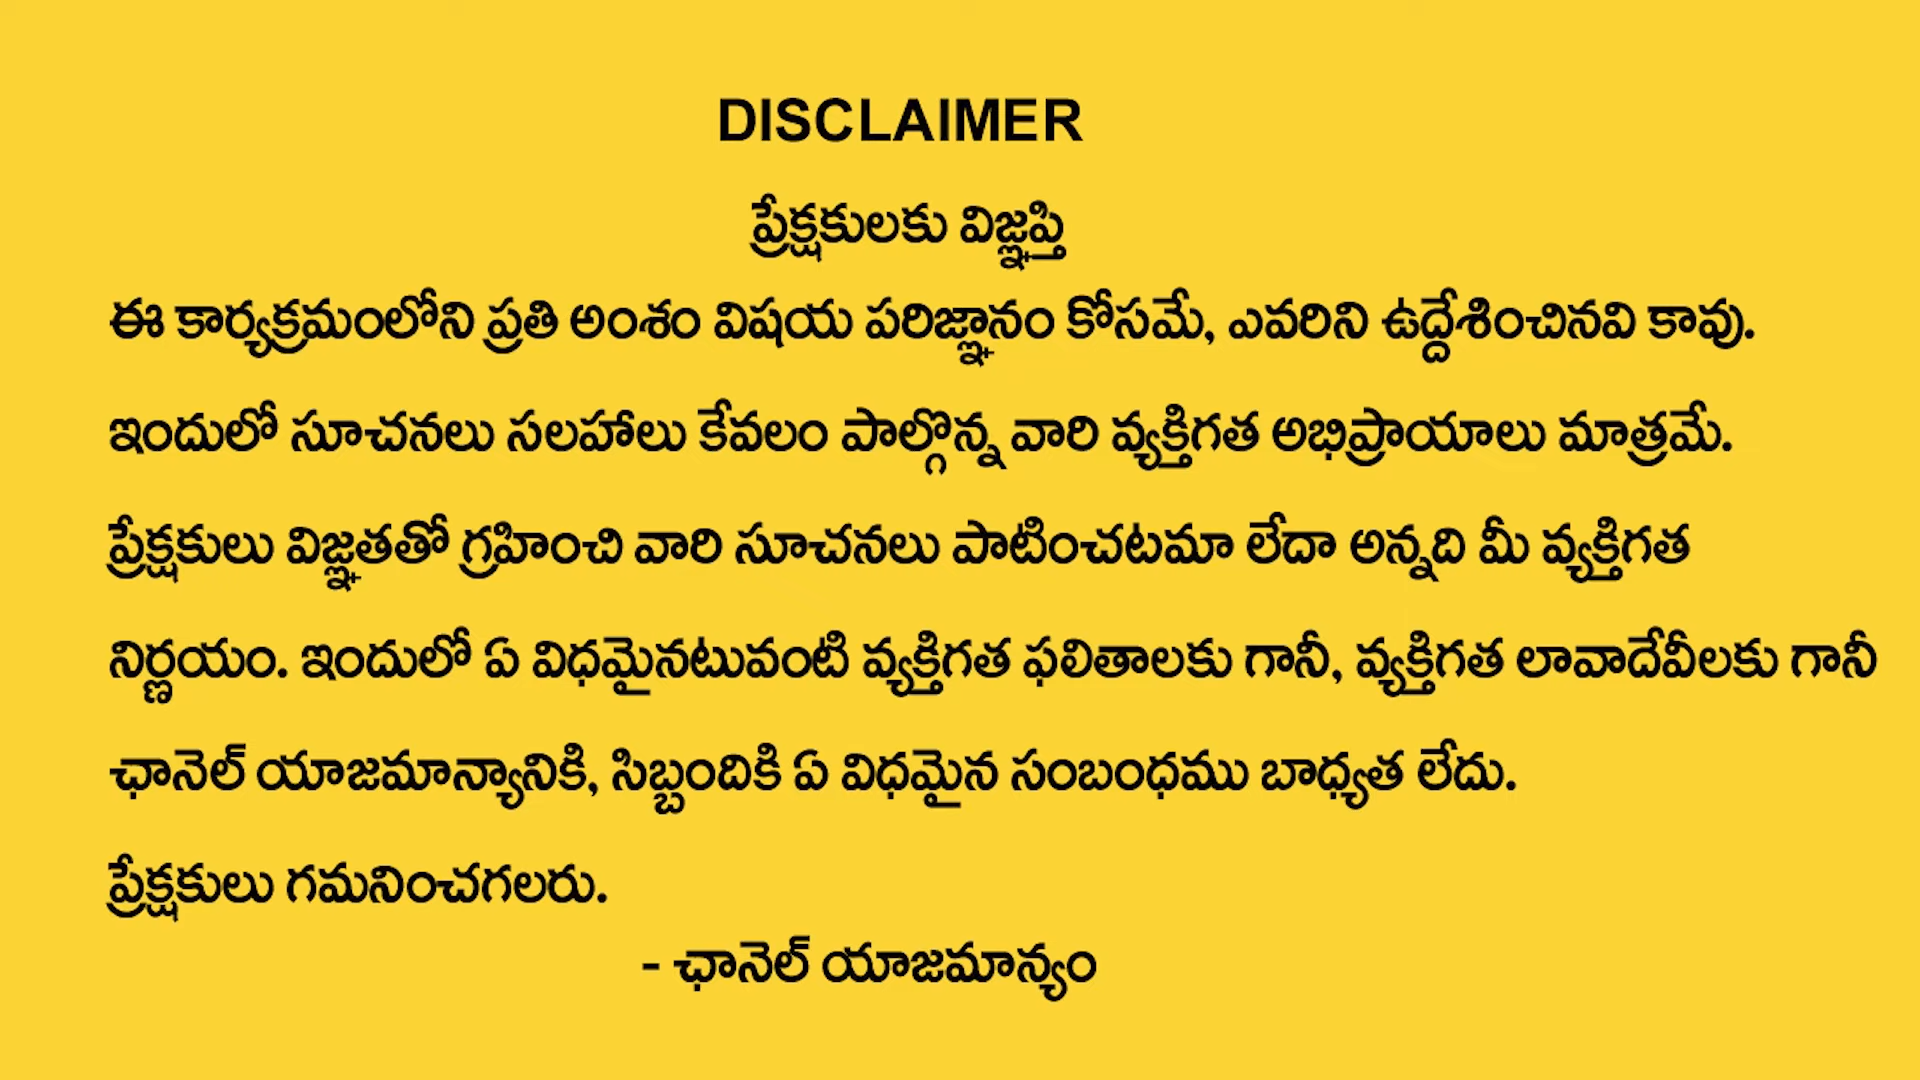 DISCLAIMER
ప్రేక్షకులకు విజ్ఞప్తి
ఈ కార్యక్రమంలోని ప్రతి అంశం విషయ పరిజ్ఞానం కోసమే, ఎవరిని ఉద్దేశించినవి కావు.
ఇందులో సూచనలు సలహాలు కేవలం పాల్గొన్న వారి వ్యక్తిగత అభిప్రాయాలు మాత్రమే.
ప్రేక్షకులు విజ్ఞతతో గ్రహించి వారి సూచనలు పాటించటమా లేదా అన్నది మీ వ్యక్తిగత
నిర్ణయం. ఇందులో ఏ విధమైనటువంటి వ్యక్తిగత ఫలితాలకు గానీ, వ్యక్తిగత లావాదేవీలకు గానీ
ఛానెల్ యాజమాన్యానికి, సిబ్బందికి ఏ విధమైన సంబంధము బాధ్యత లేదు.
ప్రేక్షకులు గమనించగలరు.
- ఛానెల్ యాజమాన్యం